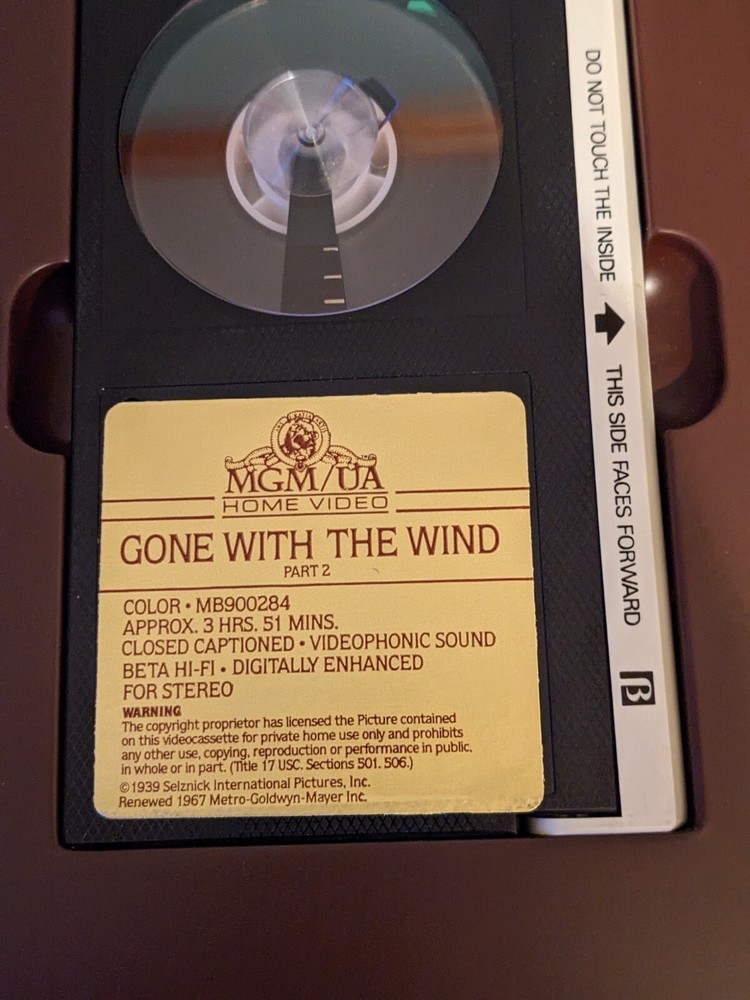 DO NOT TOUCH THE INSIDE
THIS SIDE FACES FORWARD
β
MGM/UA
HOME VIDEO
GONE WITH THE WIND
PART 2
COLOR • MB900284
APPROX. 3 HRS. 51 MINS.
CLOSED CAPTIONED • VIDEOPHONIC SOUND
BETA HI-FI • DIGITALLY ENHANCED
FOR STEREO
WARNING
The copyright proprietor has licensed the Picture contained
on this videocassette for private home use only and prohibits
any other use, copying, reproduction or performance in public,
in whole or in part. (Title 17 USC. Sections 501. 506.)
©1939 Selznick International Pictures, Inc.
Renewed 1967 Metro-Goldwyn-Mayer Inc.